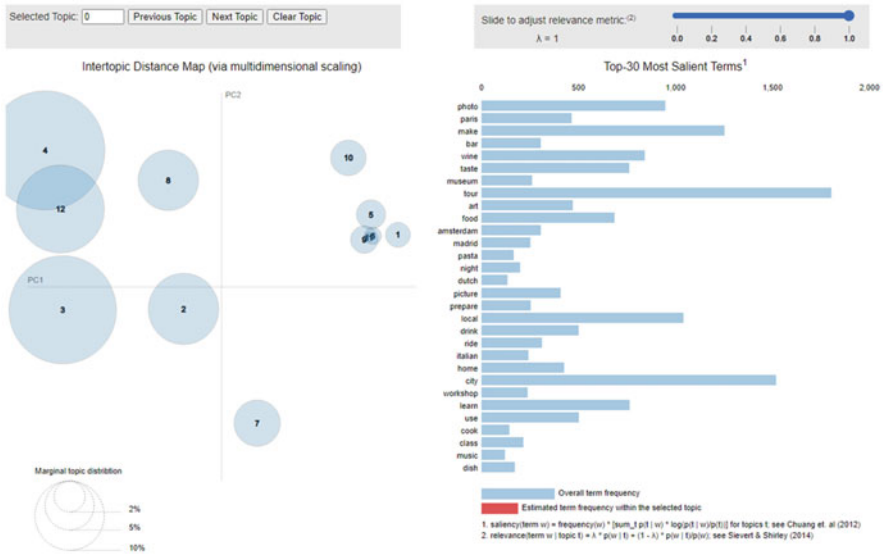 Selected Topic: 0 Previous Topic Next Topic Clear Topic
Slide to adjust relevance metric:(2)
λ = 1
0.0 0.2 0.4 0.6 0.8 1.0
Intertopic Distance Map (via multidimensional scaling)
PC2
PC1
4
12
8
10
5
1
9
6
3
2
7
Marginal topic distribtion
2%
5%
10%
Top-30 Most Salient Terms1
0 500 1,000 1,500 2,000
photo
paris
make
bar
wine
taste
museum
tour
art
food
amsterdam
madrid
pasta
night
dutch
picture
prepare
local
drink
ride
italian
home
city
workshop
learn
use
cook
class
music
dish
Overall term frequency
Estimated term frequency within the selected topic
1. saliency(term w) = frequency(w) * [sum_t p(t | w) * log(p(t | w)/p(t))] for topics t; see Chuang et. al (2012)
2. relevance(term w | topic t) = λ * p(w | t) + (1 - λ) * p(w | t)/p(w); see Sievert & Shirley (2014)